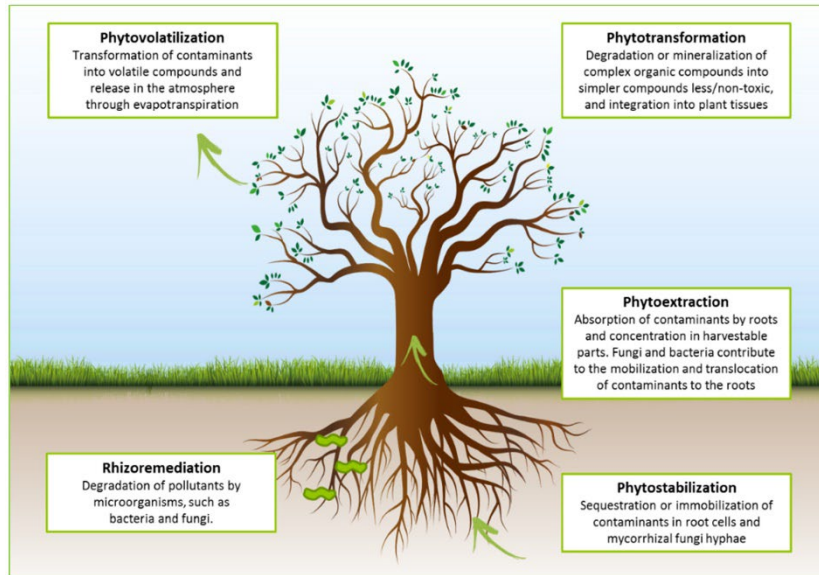 Phytovolatilization
Transformation of contaminants
into volatile compounds and
release in the atmosphere
through evapotranspiration
Phytotransformation
Degradation or mineralization of
complex organic compounds into
simpler compounds less/non-toxic,
and integration into plant tissues
Phytoextraction
Absorption of contaminants by roots
and concentration in harvestable
parts. Fungi and bacteria contribute
to the mobilization and translocation
of contaminants to the roots
Rhizoremediation
Degradation of pollutants by
microorganisms, such as
bacteria and fungi.
Phytostabilization
Sequestration or immobilization of
contaminants in root cells and
mycorrhizal fungi hyphae